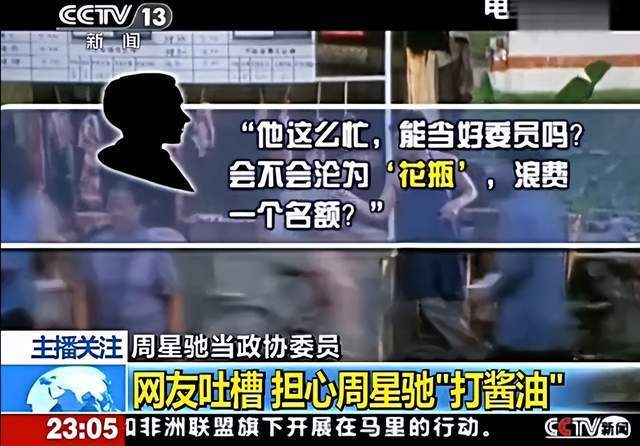 CCTV 13
新闻
电
“他这么忙，能当好委员吗？
会不会沦为‘花瓶’，浪费
一个名额？”
主播关注
周星驰当政协委员
网友吐槽 担心周星驰"打酱油"
23:05
和非洲联盟旗下开展在马里的行动。
CCTV新闻